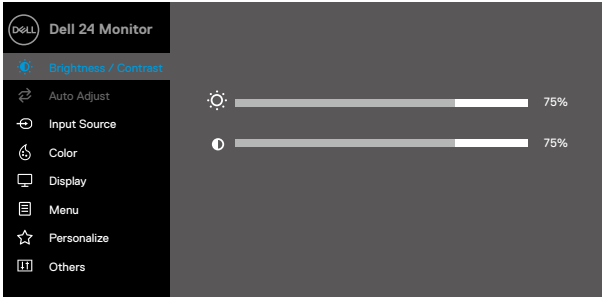 DELL Dell 24 Monitor
Brightness / Contrast
Auto Adjust
Input Source
Color
Display
Menu
Personalize
Others
75%
75%